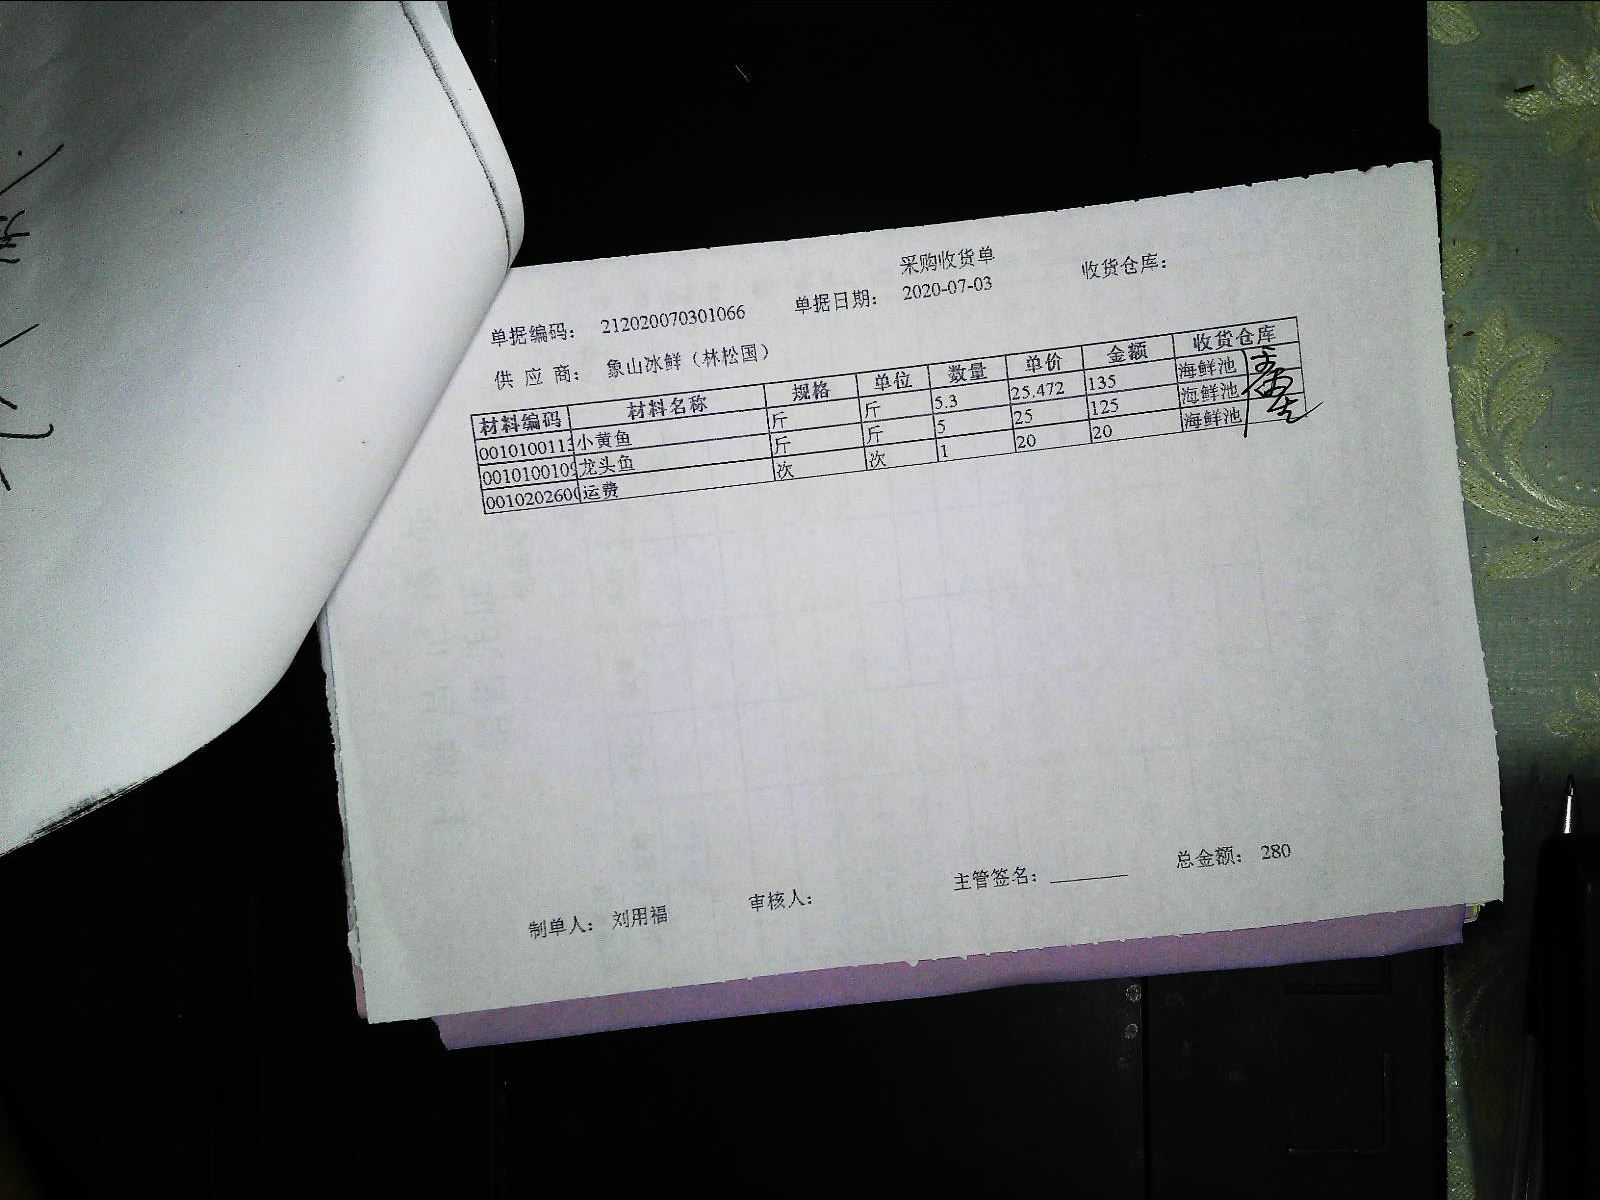 采购收货单
单据编码： 212020070301066 单据日期： 2020-07-03 收货仓库：
供 应 商： 象山冰鲜（林松国）
材料编码 材料名称 规格 单位 数量 单价 金额 收货仓库
0010100113 小黄鱼 斤 斤 5.3 25.472 135 海鲜池
0010100109 龙头鱼 斤 斤 5 25 125 海鲜池
0010202600 运费 次 次 1 20 20 海鲜池
制单人： 刘用福 审核人： 主管签名： 总金额： 280